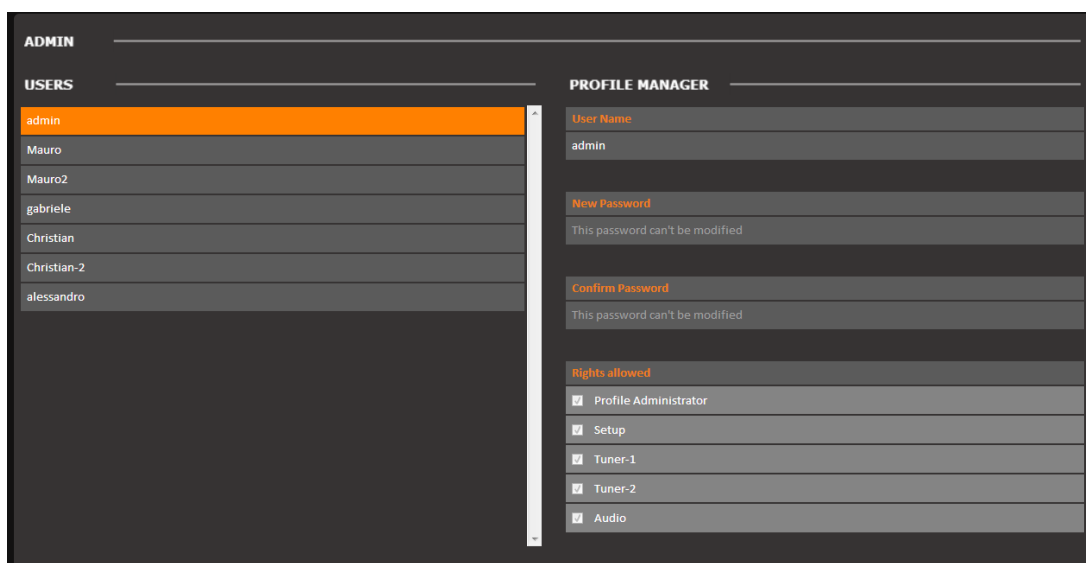 ADMIN
USERS
admin
Mauro
Mauro2
gabriele
Christian
Christian-2
alessandro
PROFILE MANAGER
User Name
admin
New Password
This password can't be modified
Confirm Password
This password can't be modified
Rights allowed
Profile Administrator
Setup
Tuner-1
Tuner-2
Audio